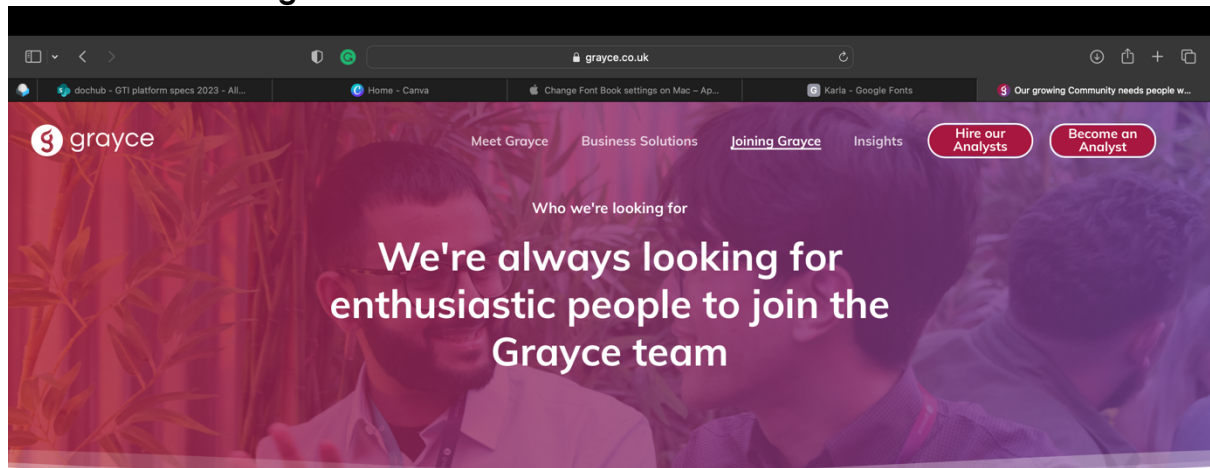 grayce.co.uk
dochub - GTI platform specs 2023 - All...
Home - Canva
Change Font Book settings on Mac – Ap...
G Karla - Google Fonts
Our growing Community needs people w...
grayce
Meet Grayce
Business Solutions
Joining Grayce
Insights
Hire our
Analysts
Become an
Analyst
Who we're looking for
We're always looking for
enthusiastic people to join the
Grayce team